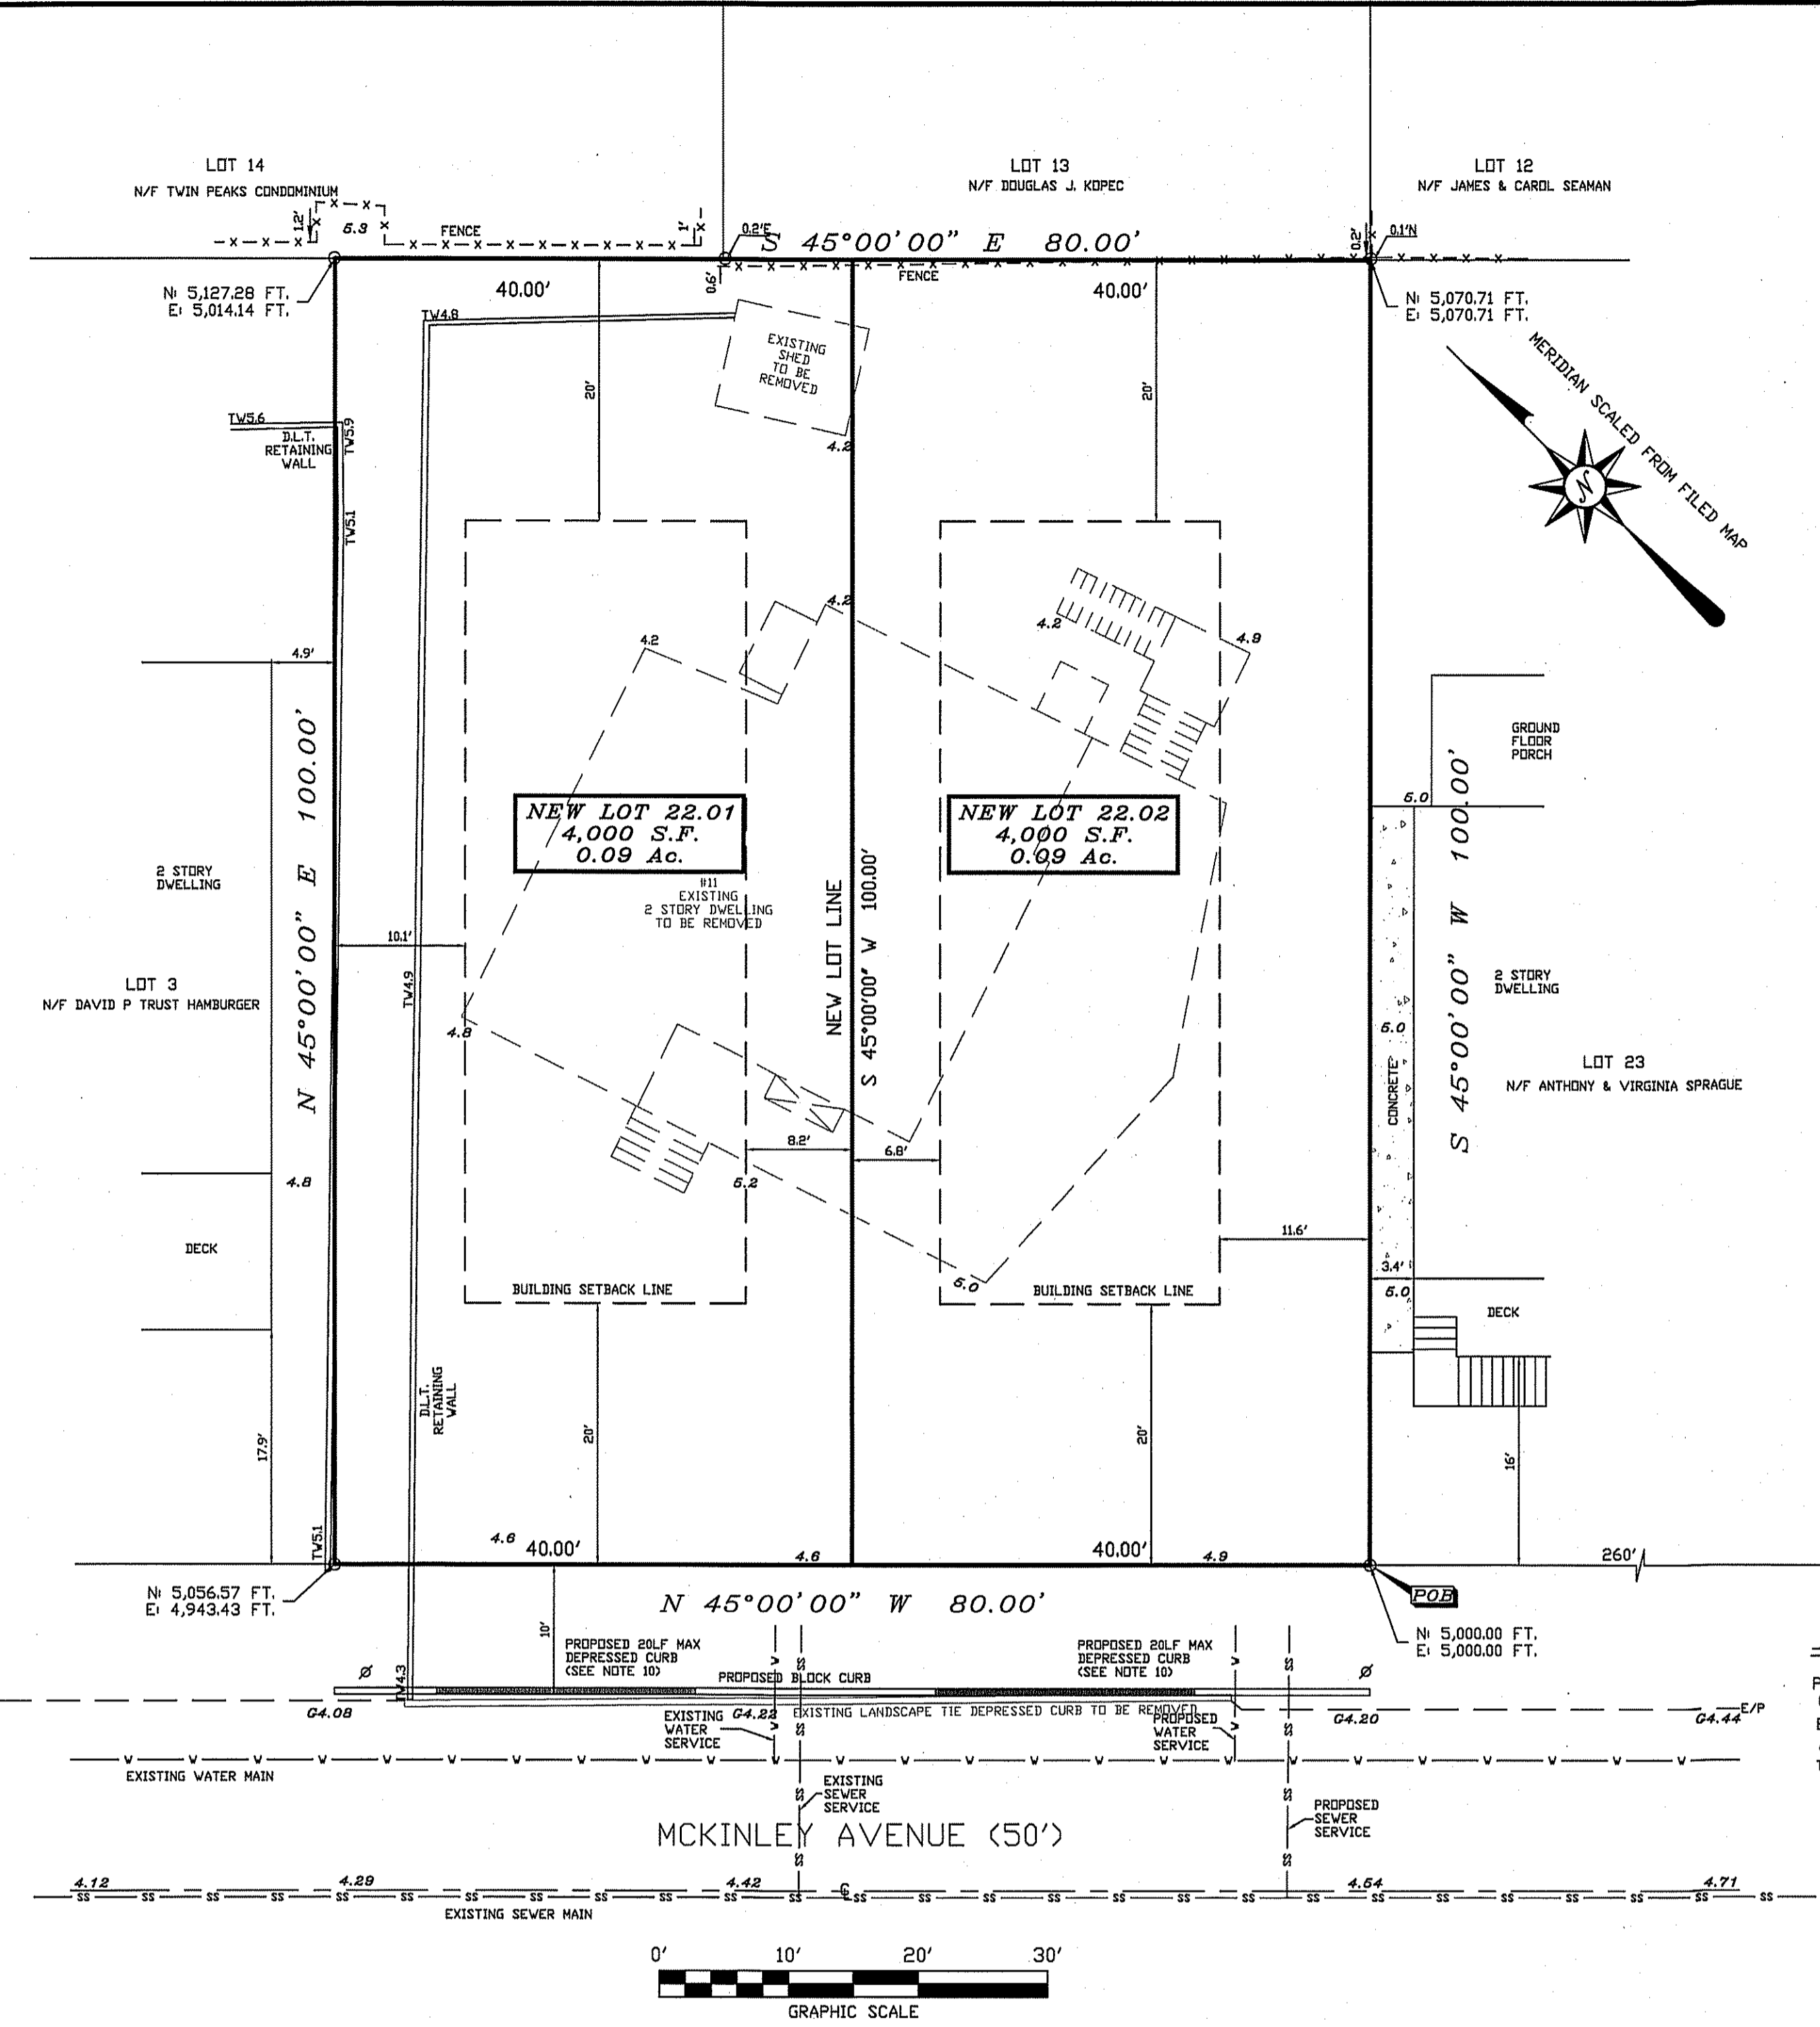 LOT 14
N/F TWIN PEAKS CONDOMINIUM
LOT 13
N/F DOUGLAS J. KOPEC
LOT 12
N/F JAMES & CAROL SEAMAN
1.2'
5.3
FENCE
1'
0.2'E
S 45°00'00" E 80.00'
0.2'
0.1'N
0.6'
FENCE
N: 5,127.28 FT.
E: 5,014.14 FT.
40.00'
40.00'
N: 5,070.71 FT.
E: 5,070.71 FT.
TW4.8
EXISTING
SHED
TO BE
REMOVED
20'
20'
MERIDIAN SCALED FROM FILED MAP
N
TW5.6
TW5.9
D.L.T.
RETAINING
WALL
4.2
TW5.1
4.2
4.2
4.2
4.9
4.9'
N 45°00'00" E 100.00'
GROUND
FLOOR
PORCH
S 45°00'00" W 100.00'
5.0
NEW LOT 22.01
4,000 S.F.
0.09 Ac.
NEW LOT 22.02
4,000 S.F.
0.09 Ac.
#11
EXISTING
2 STORY DWELLING
TO BE REMOVED
2 STORY
DWELLING
NEW LOT LINE
S 45°00'00" W 100.00'
10.1'
TW4.9
LOT 3
N/F DAVID P TRUST HAMBURGER
2 STORY
DWELLING
4.8
5.0
CONCRETE
LOT 23
N/F ANTHONY & VIRGINIA SPRAGUE
8.2'
6.8'
4.8
5.2
11.6'
DECK
3.4'
5.0
5.0
BUILDING SETBACK LINE
BUILDING SETBACK LINE
DECK
D.L.T.
RETAINING
WALL
17.9'
20'
20'
16'
TW5.1
4.6
40.00'
4.6
40.00'
4.9
260'
N: 5,056.57 FT.
E: 4,943.43 FT.
N 45°00'00" W 80.00'
POB
N: 5,000.00 FT.
E: 5,000.00 FT.
10'
PROPOSED 20LF MAX
DEPRESSED CURB
(SEE NOTE 10)
PROPOSED 20LF MAX
DEPRESSED CURB
(SEE NOTE 10)
TW4.3
PROPOSED BLOCK CURB
G4.08
G4.22
EXISTING LANDSCAPE TIE DEPRESSED CURB TO BE REMOVED
G4.20
G4.44
E/P
EXISTING
WATER
SERVICE
PROPOSED
WATER
SERVICE
EXISTING WATER MAIN
EXISTING
SEWER
SERVICE
PROPOSED
SEWER
SERVICE
MCKINLEY AVENUE (50')
4.12
4.29
4.42
4.54
4.71
EXISTING SEWER MAIN
0' 10' 20' 30'
GRAPHIC SCALE